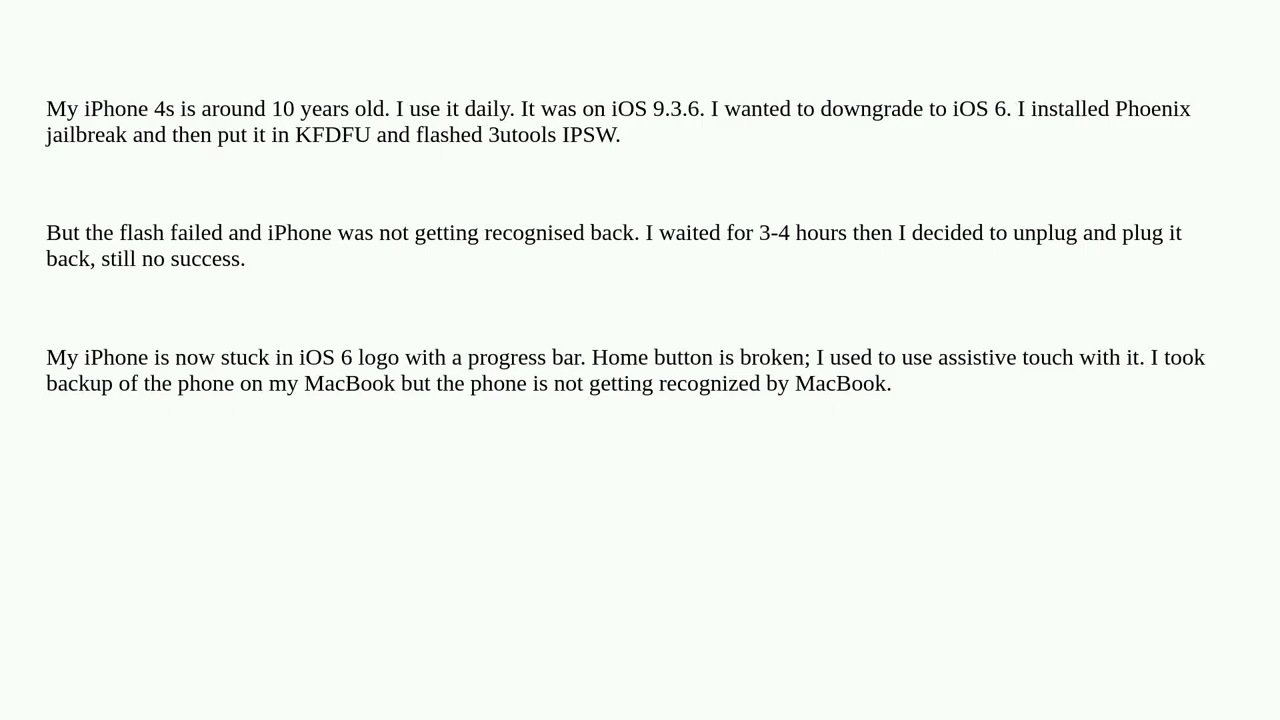 My iPhone 4s is around 10 years old. I use it daily. It was on iOS 9.3.6. I wanted to downgrade to iOS 6. I installed Phoenix
jailbreak and then put it in KFDFU and flashed 3utools IPSW.
But the flash failed and iPhone was not getting recognised back. I waited for 3-4 hours then I decided to unplug and plug it
back, still no success.
My iPhone is now stuck in iOS 6 logo with a progress bar. Home button is broken; I used to use assistive touch with it. I took
backup of the phone on my MacBook but the phone is not getting recognized by MacBook.